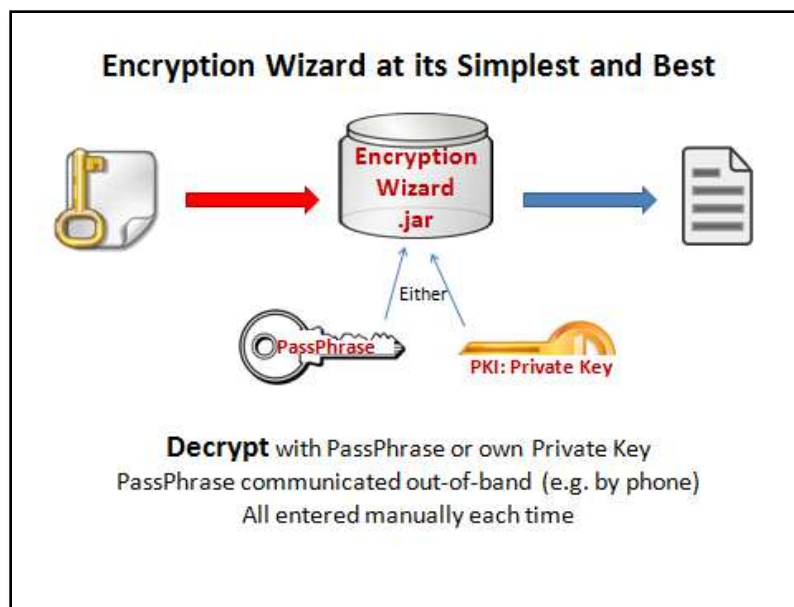 Encryption Wizard at its Simplest and Best
Encryption
Wizard
.jar
Either
PassPhrase
PKI: Private Key
Decrypt with PassPhrase or own Private Key
PassPhrase communicated out-of-band (e.g. by phone)
All entered manually each time